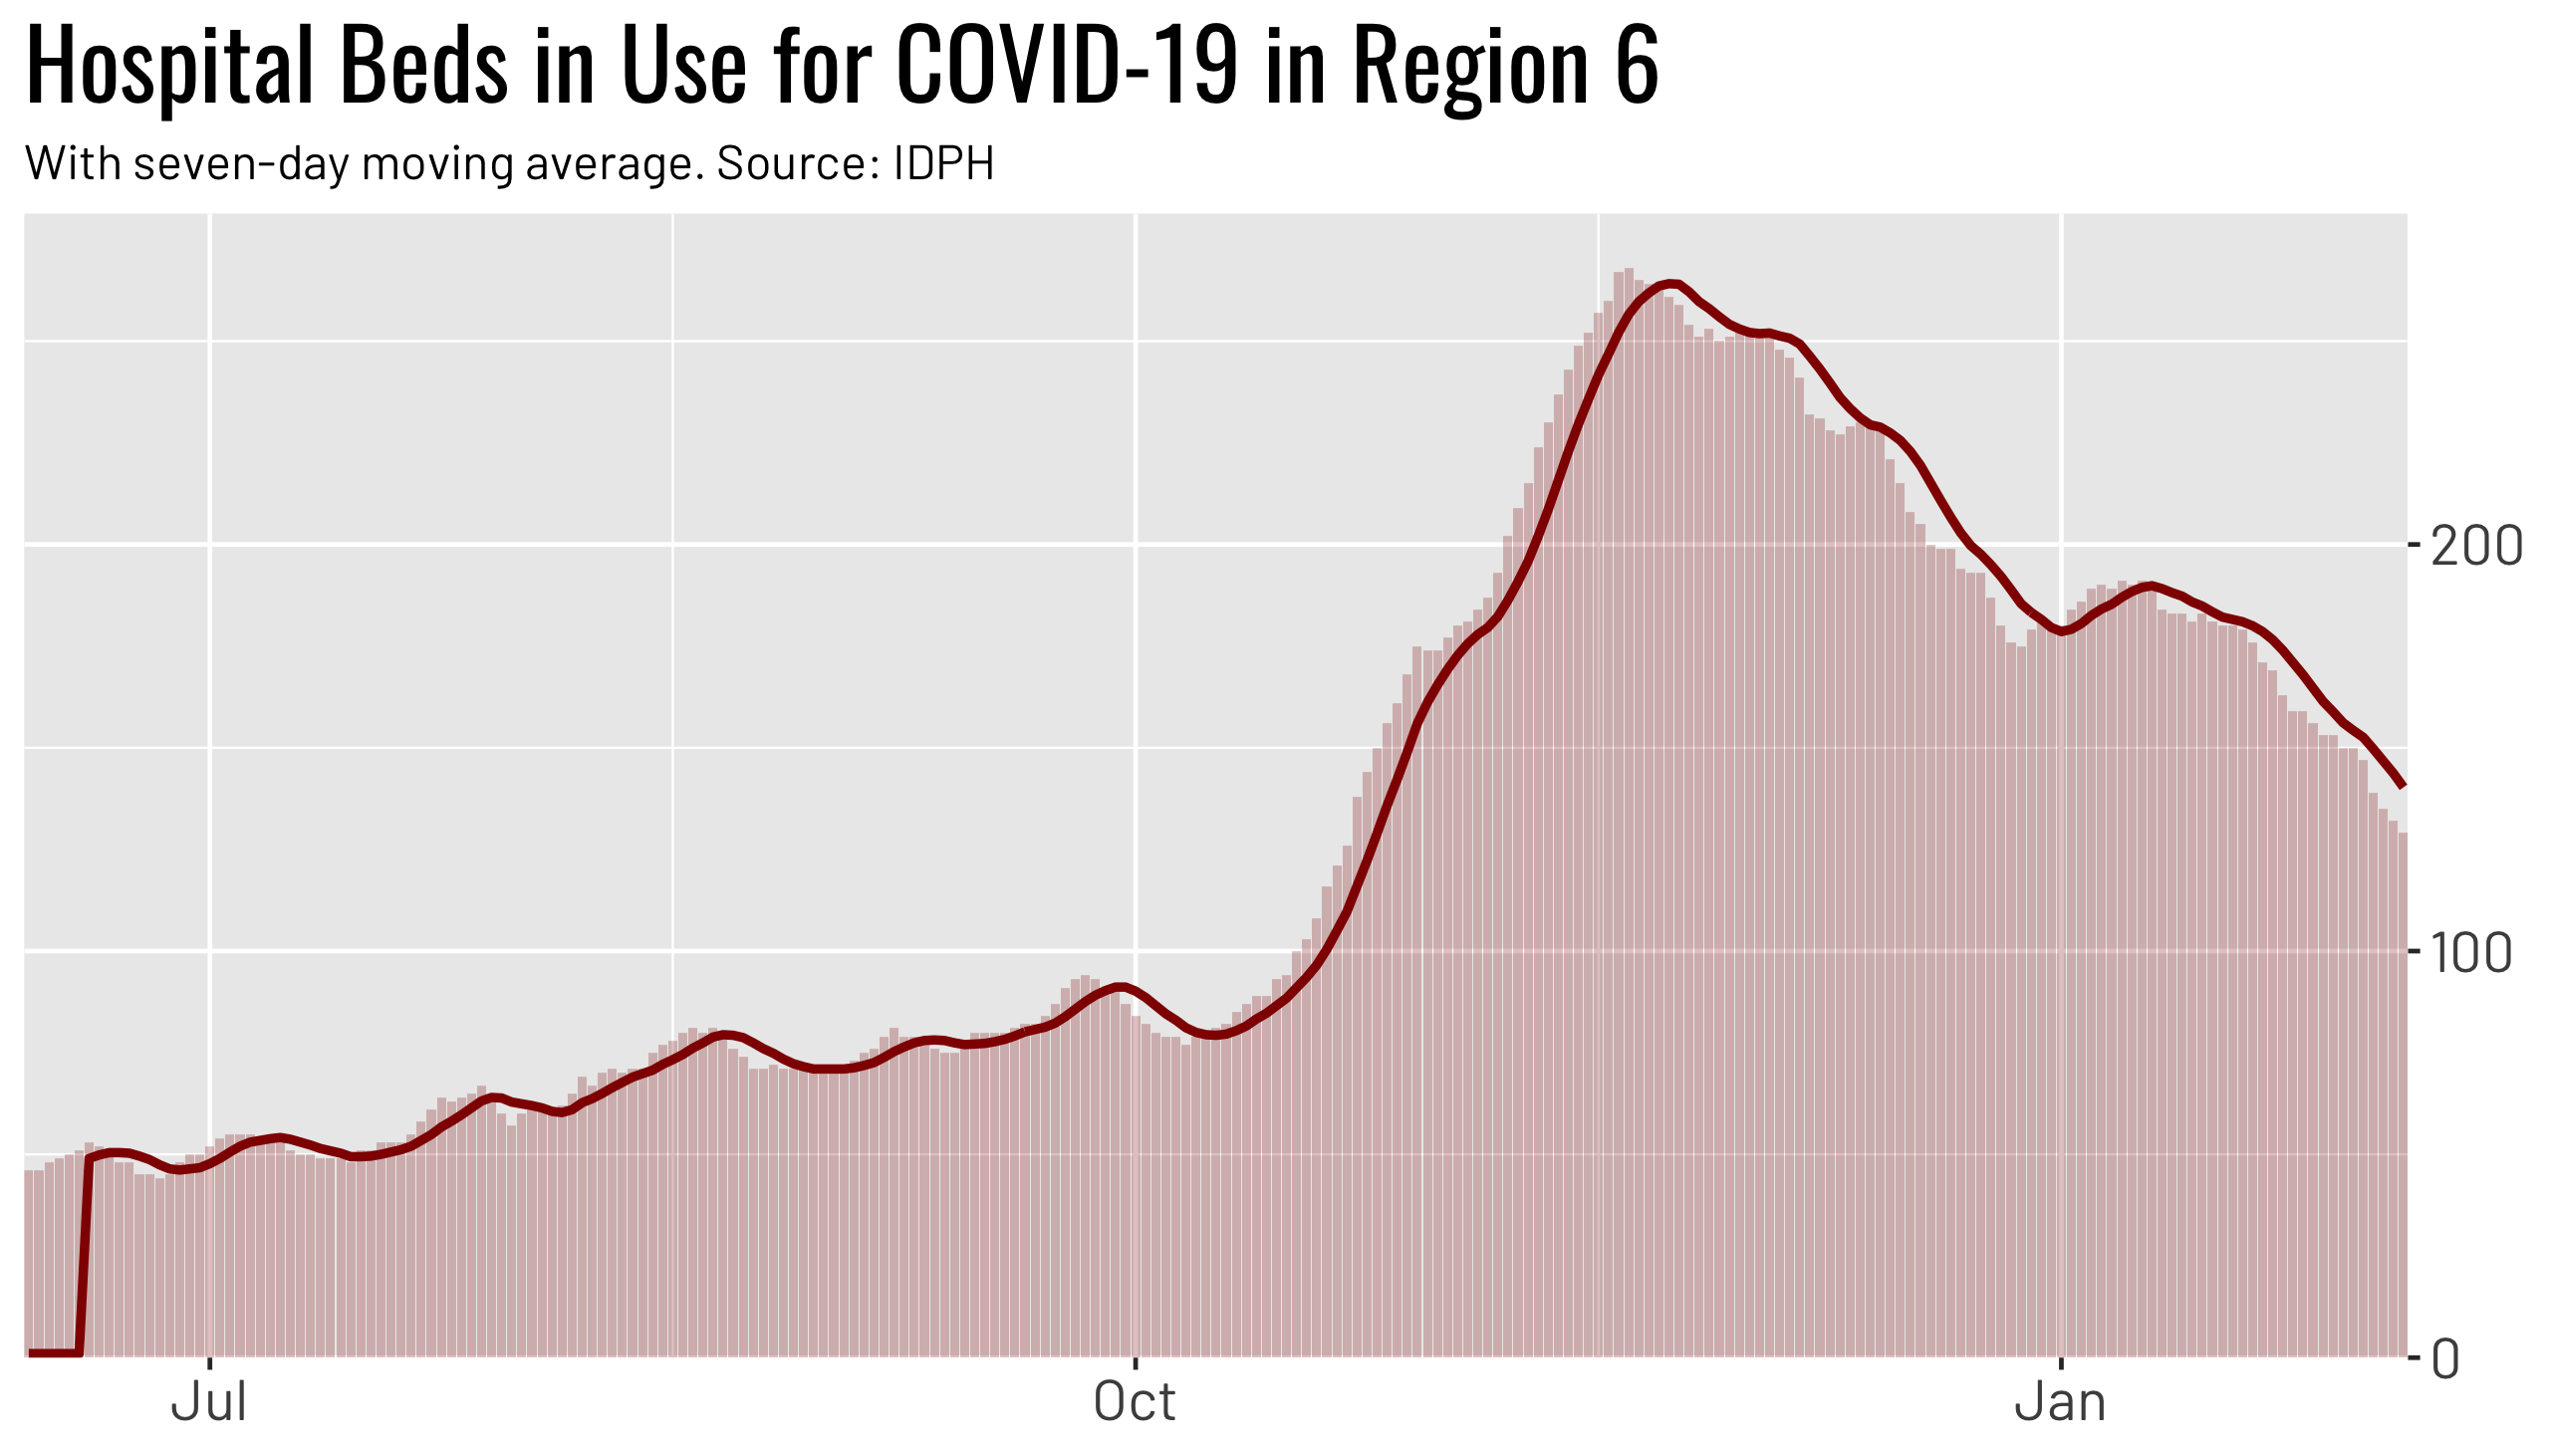 Hospital Beds in Use for COVID-19 in Region 6
With seven-day moving average. Source: IDPH
200
100
0
Jul Oct Jan